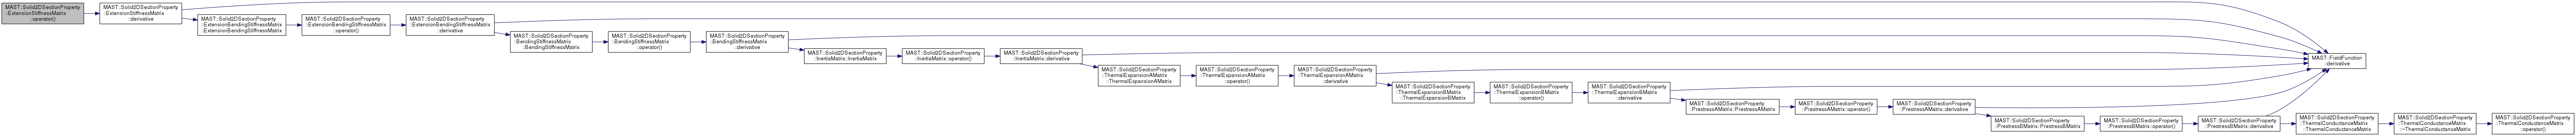 MAST::Solid2DSectionProperty
::ExtensionStiffnessMatrix
::operator()
MAST::Solid2DSectionProperty
::ExtensionStiffnessMatrix
::derivative
MAST::Solid2DSectionProperty
::ExtensionBendingStiffnessMatrix
::ExtensionBendingStiffnessMatrix
MAST::Solid2DSectionProperty
::ExtensionBendingStiffnessMatrix
::operator()
MAST::Solid2DSectionProperty
::ExtensionBendingStiffnessMatrix
::derivative
MAST::Solid2DSectionProperty
::BendingStiffnessMatrix
::BendingStiffnessMatrix
MAST::Solid2DSectionProperty
::BendingStiffnessMatrix
::operator()
MAST::Solid2DSectionProperty
::BendingStiffnessMatrix
::derivative
MAST::Solid2DSectionProperty
::InertiaMatrix::InertiaMatrix
MAST::Solid2DSectionProperty
::InertiaMatrix::operator()
MAST::Solid2DSectionProperty
::InertiaMatrix::derivative
MAST::Solid2DSectionProperty
::ThermalExpansionAMatrix
::ThermalExpansionAMatrix
MAST::Solid2DSectionProperty
::ThermalExpansionAMatrix
::operator()
MAST::Solid2DSectionProperty
::ThermalExpansionAMatrix
::derivative
MAST::Solid2DSectionProperty
::ThermalExpansionBMatrix
::ThermalExpansionBMatrix
MAST::Solid2DSectionProperty
::ThermalExpansionBMatrix
::operator()
MAST::Solid2DSectionProperty
::ThermalExpansionBMatrix
::derivative
MAST::Solid2DSectionProperty
::PrestressAMatrix::PrestressAMatrix
MAST::Solid2DSectionProperty
::PrestressAMatrix::operator()
MAST::Solid2DSectionProperty
::PrestressAMatrix::derivative
MAST::Solid2DSectionProperty
::PrestressBMatrix::PrestressBMatrix
MAST::Solid2DSectionProperty
::PrestressBMatrix::operator()
MAST::Solid2DSectionProperty
::PrestressBMatrix::derivative
MAST::FieldFunction
::derivative
MAST::Solid2DSectionProperty
::ThermalConductanceMatrix
::ThermalConductanceMatrix
MAST::Solid2DSectionProperty
::ThermalConductanceMatrix
::~ThermalConductanceMatrix
MAST::Solid2DSectionProperty
::ThermalConductanceMatrix
::operator()